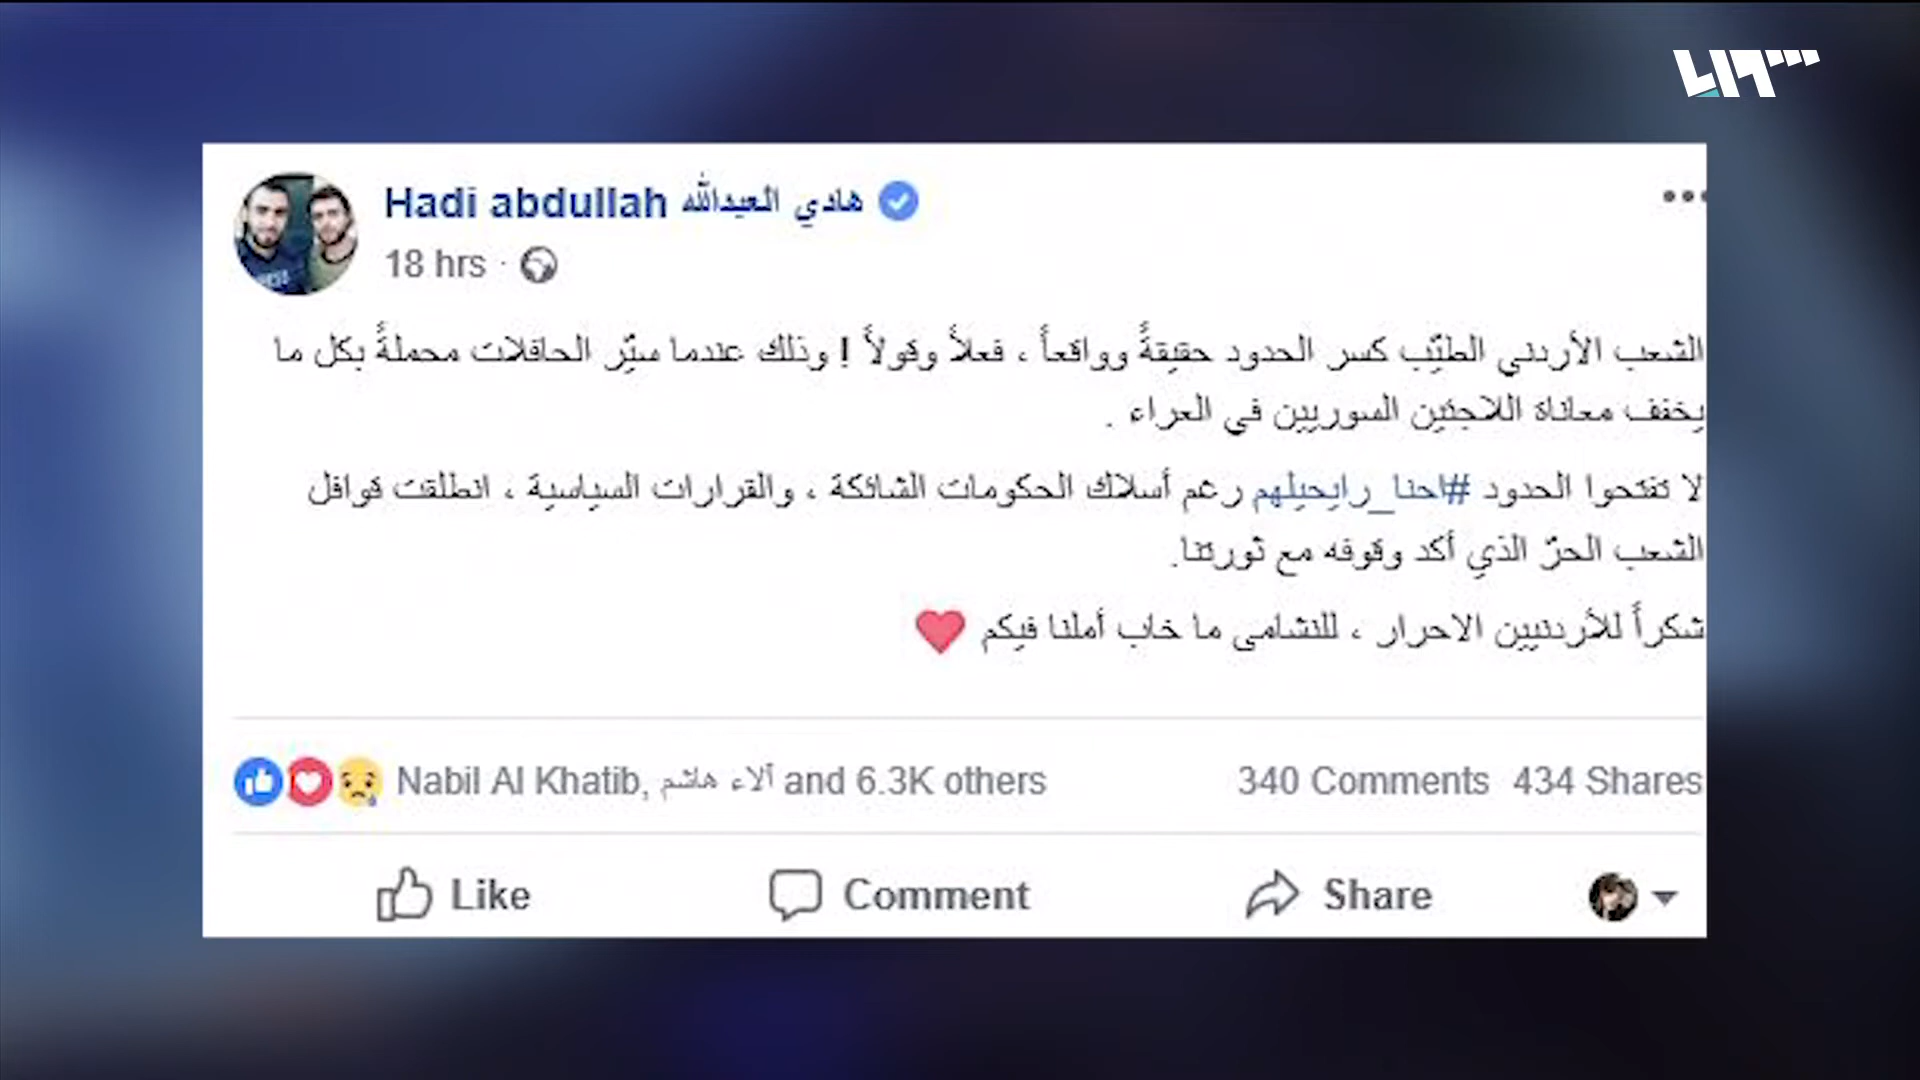 Hadi abdullah هادي العبدالله
18 hrs ·
الشعب الأردني الطيّب كسر الحدود حقيقةً وواقعاً ، فعلاً وقولاً ! وذلك عندما سيّر الحافلات محملةً بكل ما
يخفف معاناة اللاجئين السوريين في العراء .
لا تفتحوا الحدود #احنا_رايحيلهم رغم أسلاك الحكومات الشائكة ، والقرارات السياسية ، انطلقت قوافل
الشعب الحرّ الذي أكد وقوفه مع ثورتنا.
شكراً للأردنيين الاحرار ، للنشامى ما خاب أملنا فيكم
Nabil Al Khatib, آلاء هاشم and 6.3K others 340 Comments 434 Shares
Like Comment Share